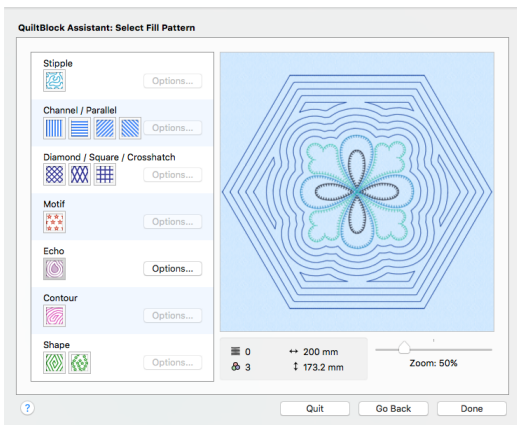 QuiltBlock Assistant: Select Fill Pattern
Stipple
Options...
Channel / Parallel
Options...
Diamond / Square / Crosshatch
Options...
Motif
Options...
Echo
Options...
Contour
Options...
Shape
Options...
0 ↔ 200 mm
3 ↕ 173.2 mm
Zoom: 50%
? Quit Go Back Done